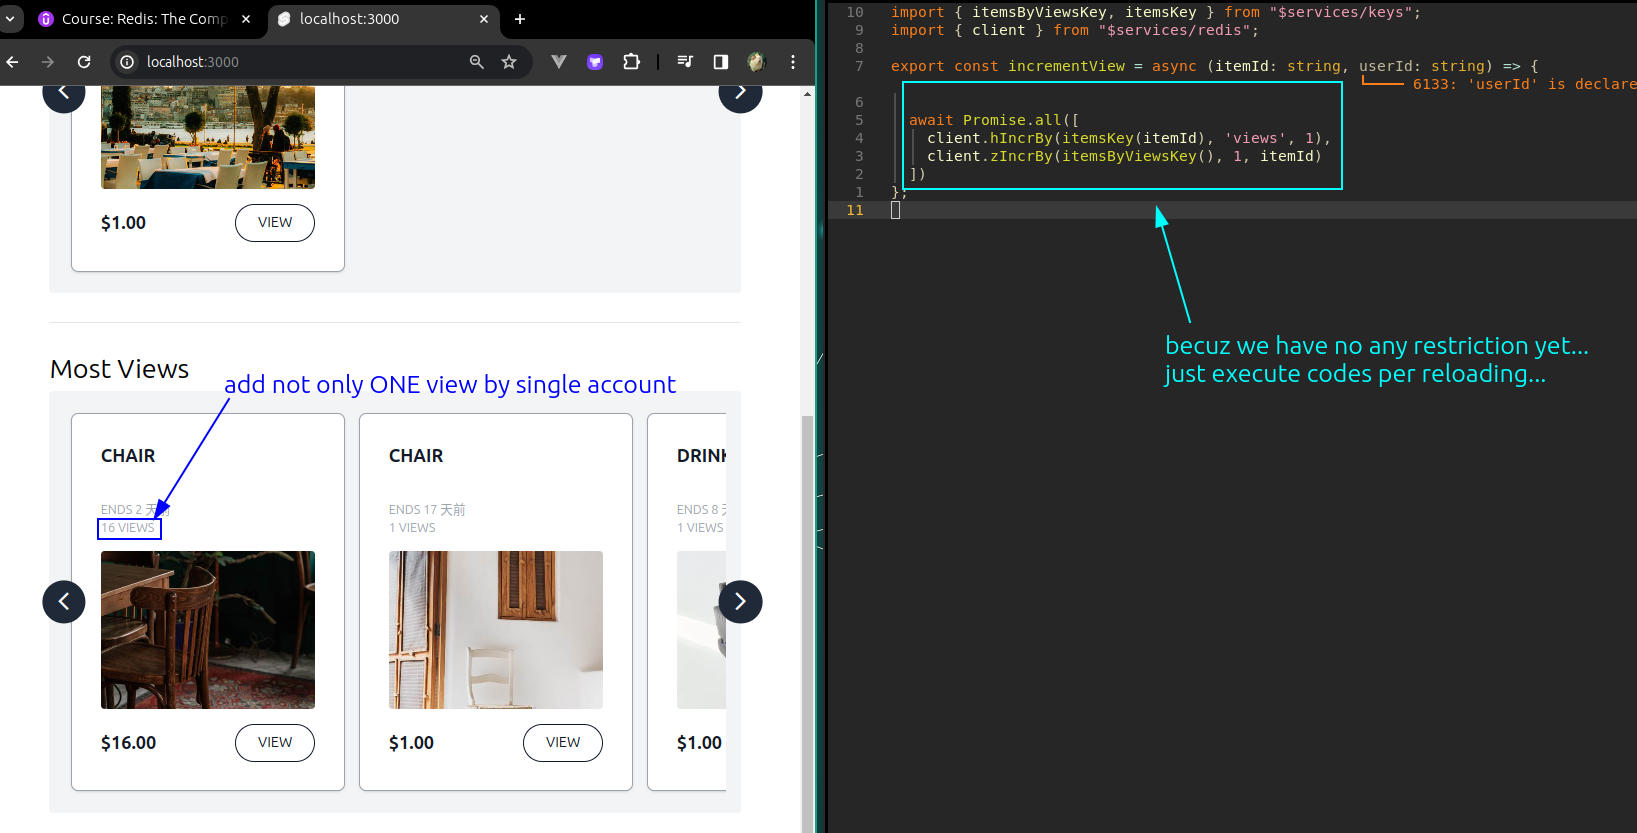 Course: Redis: The Comp
localhost:3000
localhost:3000
$1.00
VIEW
Most Views
add not only ONE view by single account
CHAIR
CHAIR
DRINK
ENDS 2 天前
ENDS 17 天前
ENDS 8
16 VIEWS
1 VIEWS
1 VIEWS
$16.00
VIEW
$1.00
VIEW
$1.00
10 import { itemsByViewsKey, itemsKey } from "$services/keys";
9 import { client } from "$services/redis";
8
7 export const incrementView = async (itemId: string, userId: string) => {
6133: 'userId' is declare
6
5 await Promise.all([
4 client.hIncrBy(itemsKey(itemId), 'views', 1),
3 client.zIncrBy(itemsByViewsKey(), 1, itemId)
2 ])
1 };
11
becuz we have no any restriction yet...
just execute codes per reloading...